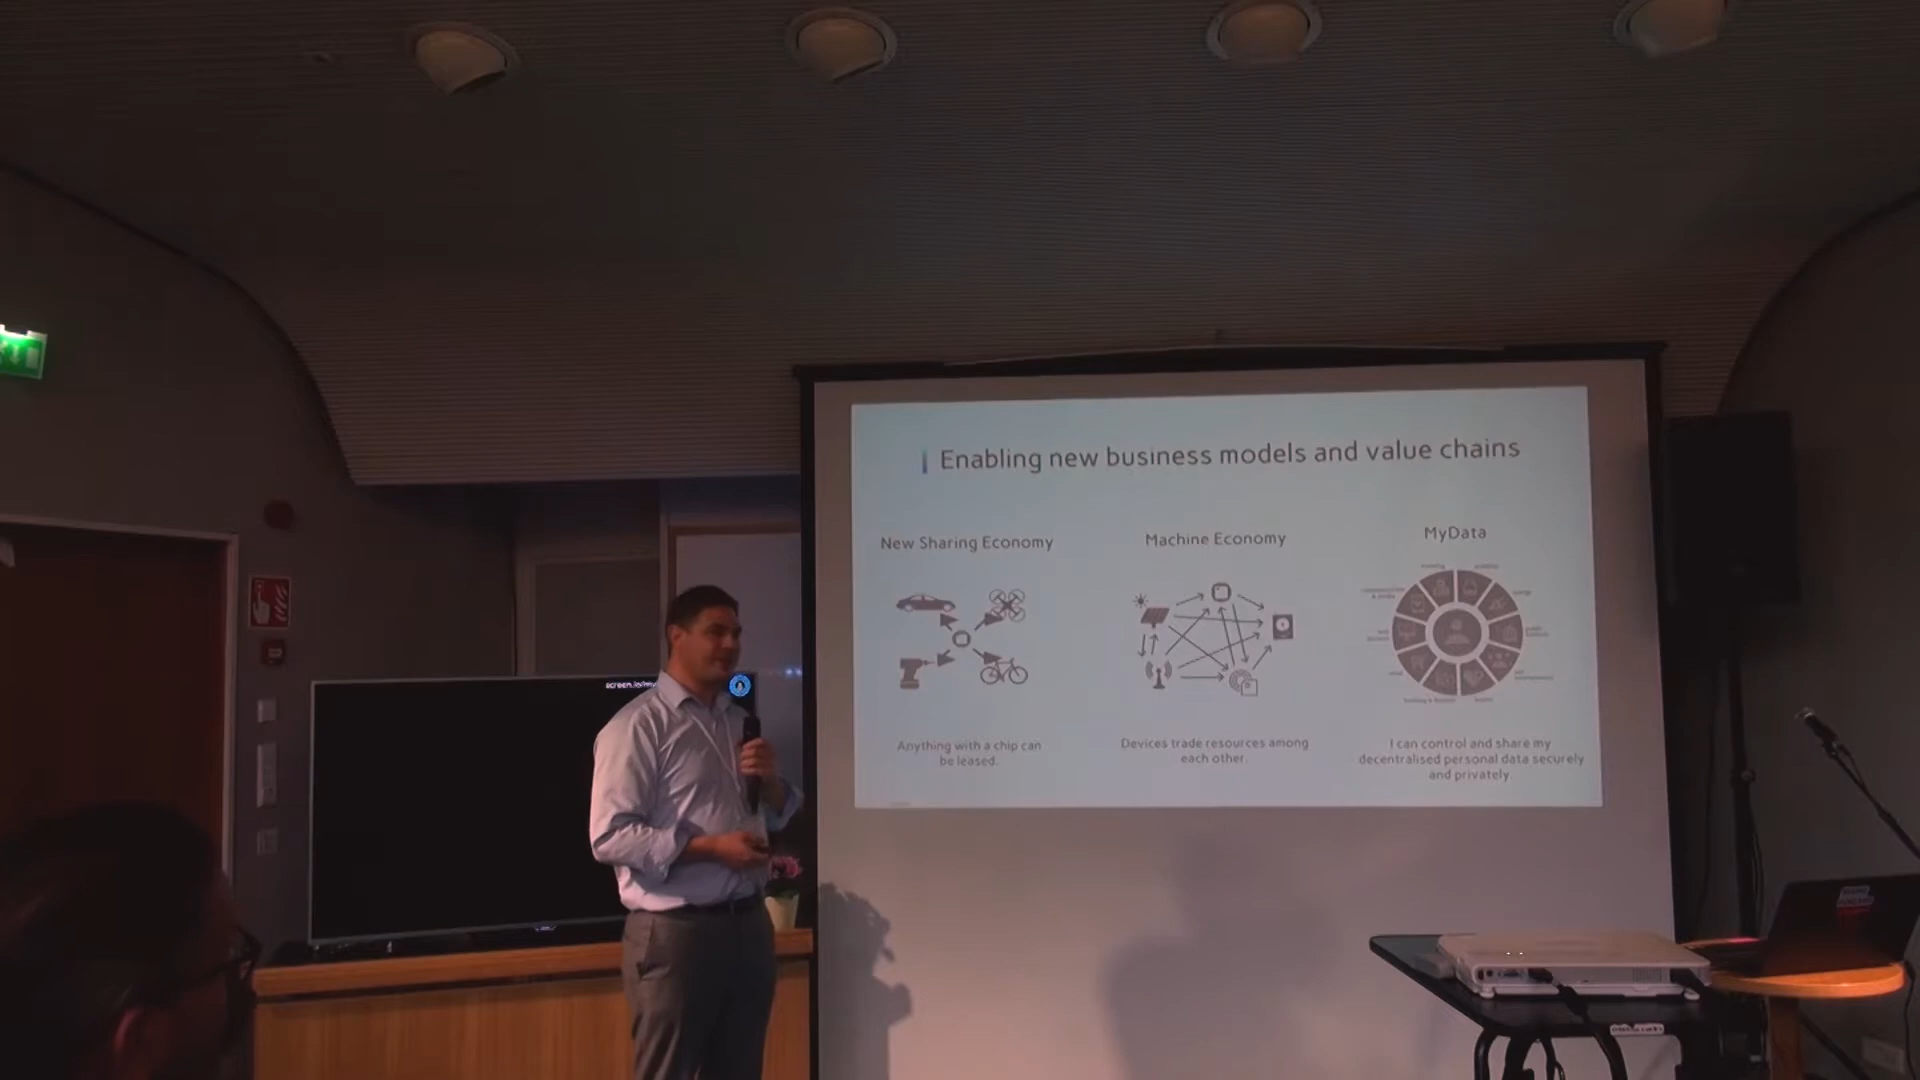 Enabling new business models and value chains
New Sharing Economy
Machine Economy
MyData
Anything with a chip can
be leased.
Devices trade resources among
each other.
I can control and share my
decentralised personal data securely
and privately